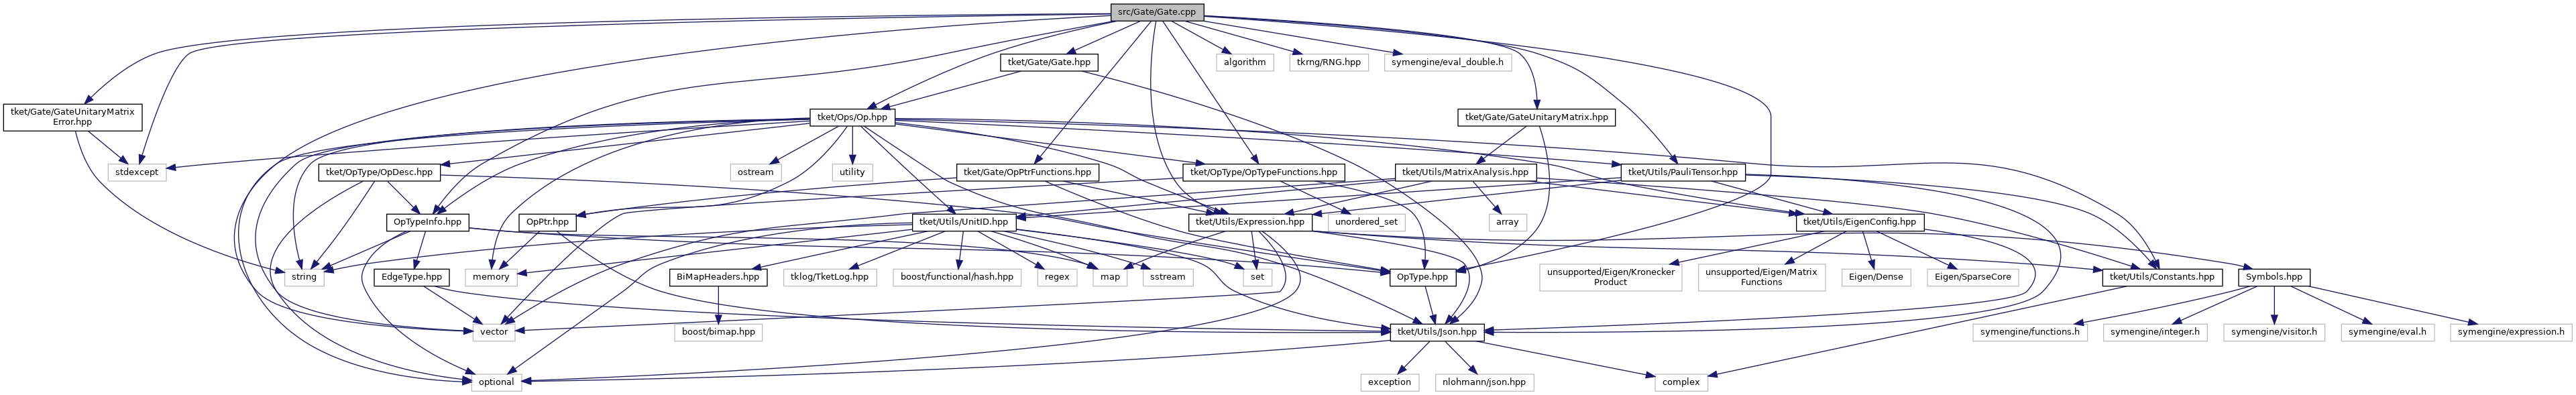 src/Gate/Gate.cpp
tket/Gate/Gate.hpp
algorithm
tkrng/RNG.hpp
symengine/eval_double.h
tket/Gate/GateUnitaryMatrix
Error.hpp
tket/Ops/Op.hpp
tket/Gate/GateUnitaryMatrix.hpp
stdexcept
tket/OpType/OpDesc.hpp
ostream
utility
tket/Gate/OpPtrFunctions.hpp
tket/OpType/OpTypeFunctions.hpp
tket/Utils/MatrixAnalysis.hpp
tket/Utils/PauliTensor.hpp
OpTypeInfo.hpp
OpPtr.hpp
tket/Utils/UnitID.hpp
tket/Utils/Expression.hpp
unordered_set
array
tket/Utils/EigenConfig.hpp
string
EdgeType.hpp
memory
BiMapHeaders.hpp
tklog/TketLog.hpp
boost/functional/hash.hpp
regex
map
sstream
set
OpType.hpp
unsupported/Eigen/Kronecker
Product
unsupported/Eigen/Matrix
Functions
Eigen/Dense
Eigen/SparseCore
tket/Utils/Constants.hpp
Symbols.hpp
vector
boost/bimap.hpp
tket/Utils/Json.hpp
symengine/functions.h
symengine/integer.h
symengine/visitor.h
symengine/eval.h
symengine/expression.h
optional
exception
nlohmann/json.hpp
complex